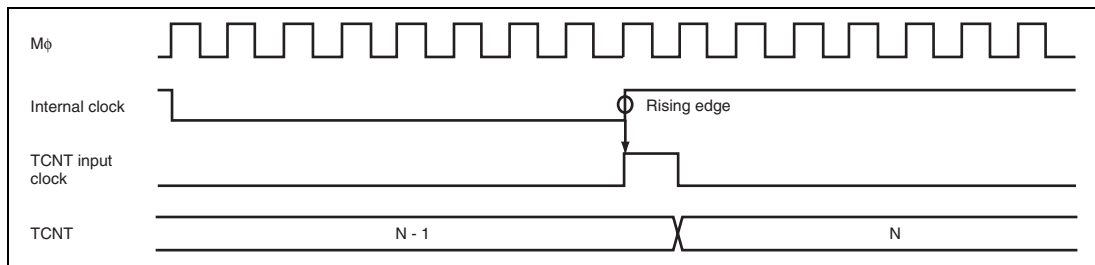 Mϕ
Internal clock
Rising edge
TCNT input
clock
TCNT
N - 1
N